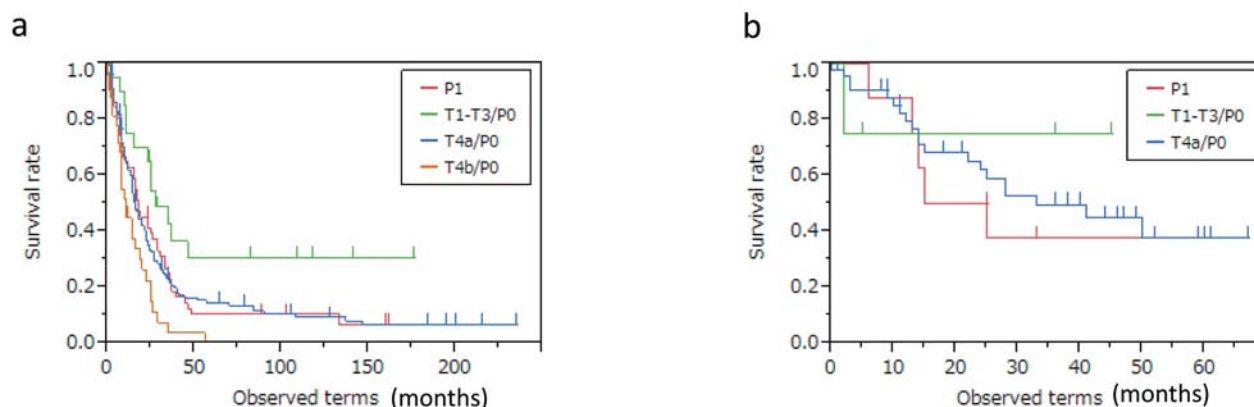 a
1.0
0.8
0.6
0.4
0.2
0.0
Survival rate
P1
T1-T3/P0
T4a/P0
T4b/P0
0 50 100 150 200
Observed terms (months)
b
1.0
0.8
0.6
0.4
0.2
0.0
Survival rate
P1
T1-T3/P0
T4a/P0
0 10 20 30 40 50 60
Observed terms (months)